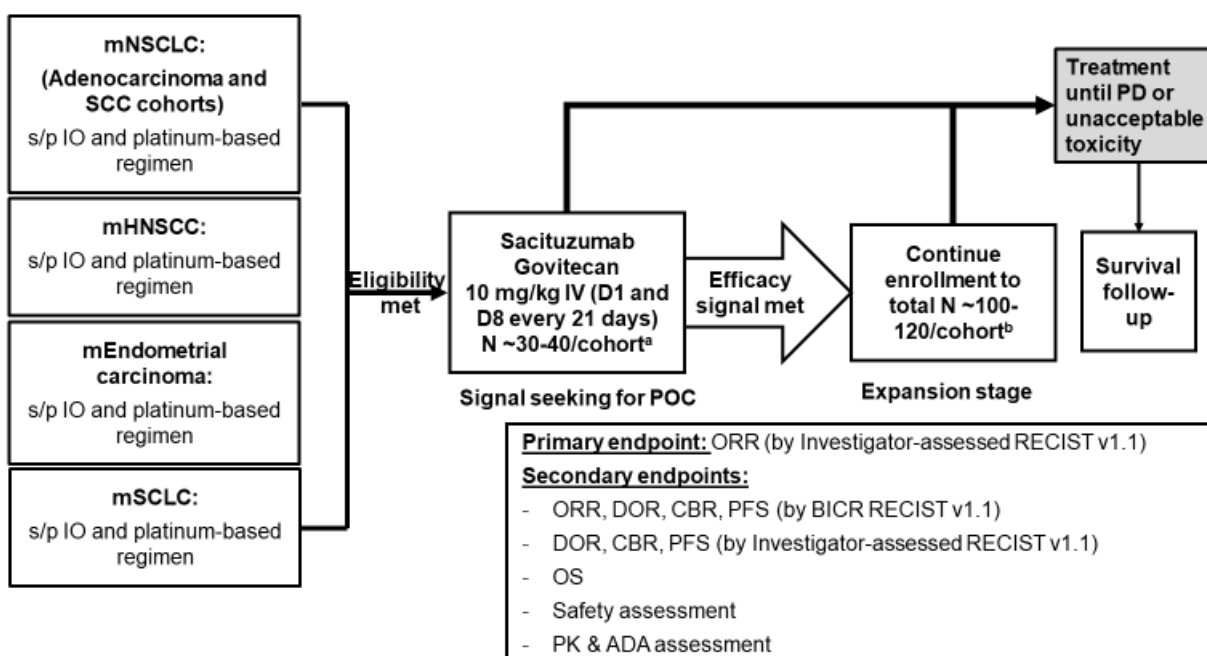 mNSCLC:
(Adenocarcinoma and
SCC cohorts)
s/p IO and platinum-based
regimen
mHNSCC:
s/p IO and platinum-based
regimen
mEndometrial
carcinoma:
s/p IO and platinum-based
regimen
mSCLC:
s/p IO and platinum-based
regimen
Eligibility
met
Sacituzumab
Govitecan
10 mg/kg IV (D1 and
D8 every 21 days)
N ~30-40/cohortᵃ
Signal seeking for POC
Efficacy
signal met
Continue
enrollment to
total N ~100-
120/cohortᵇ
Expansion stage
Treatment
until PD or
unacceptable
toxicity
Survival
follow-
up
Primary endpoint: ORR (by Investigator-assessed RECIST v1.1)
Secondary endpoints:
- ORR, DOR, CBR, PFS (by BICR RECIST v1.1)
- DOR, CBR, PFS (by Investigator-assessed RECIST v1.1)
- OS
- Safety assessment
- PK & ADA assessment